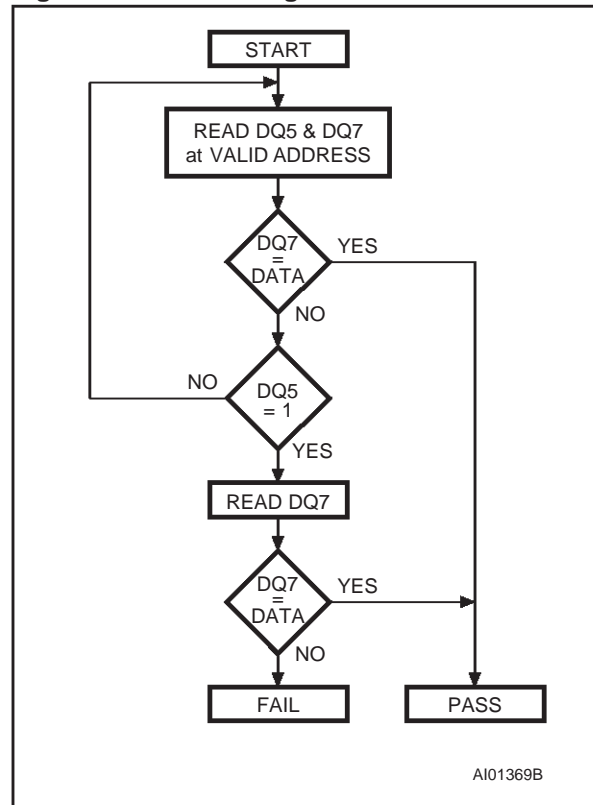 START
READ DQ5 & DQ7
at VALID ADDRESS
DQ7
=
DATA
YES
NO
NO
DQ5
= 1
YES
READ DQ7
DQ7
=
DATA
YES
NO
FAIL
PASS
AI01369B